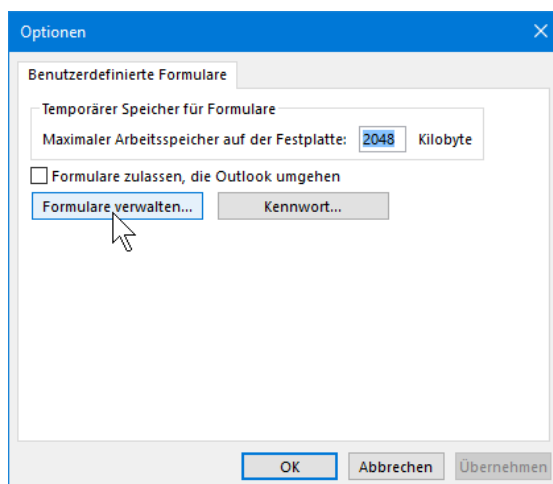 Optionen
Benutzerdefinierte Formulare
Temporärer Speicher für Formulare
Maximaler Arbeitsspeicher auf der Festplatte: 2048 Kilobyte
Formulare zulassen, die Outlook umgehen
Formulare verwalten... Kennwort...
OK Abbrechen Übernehmen